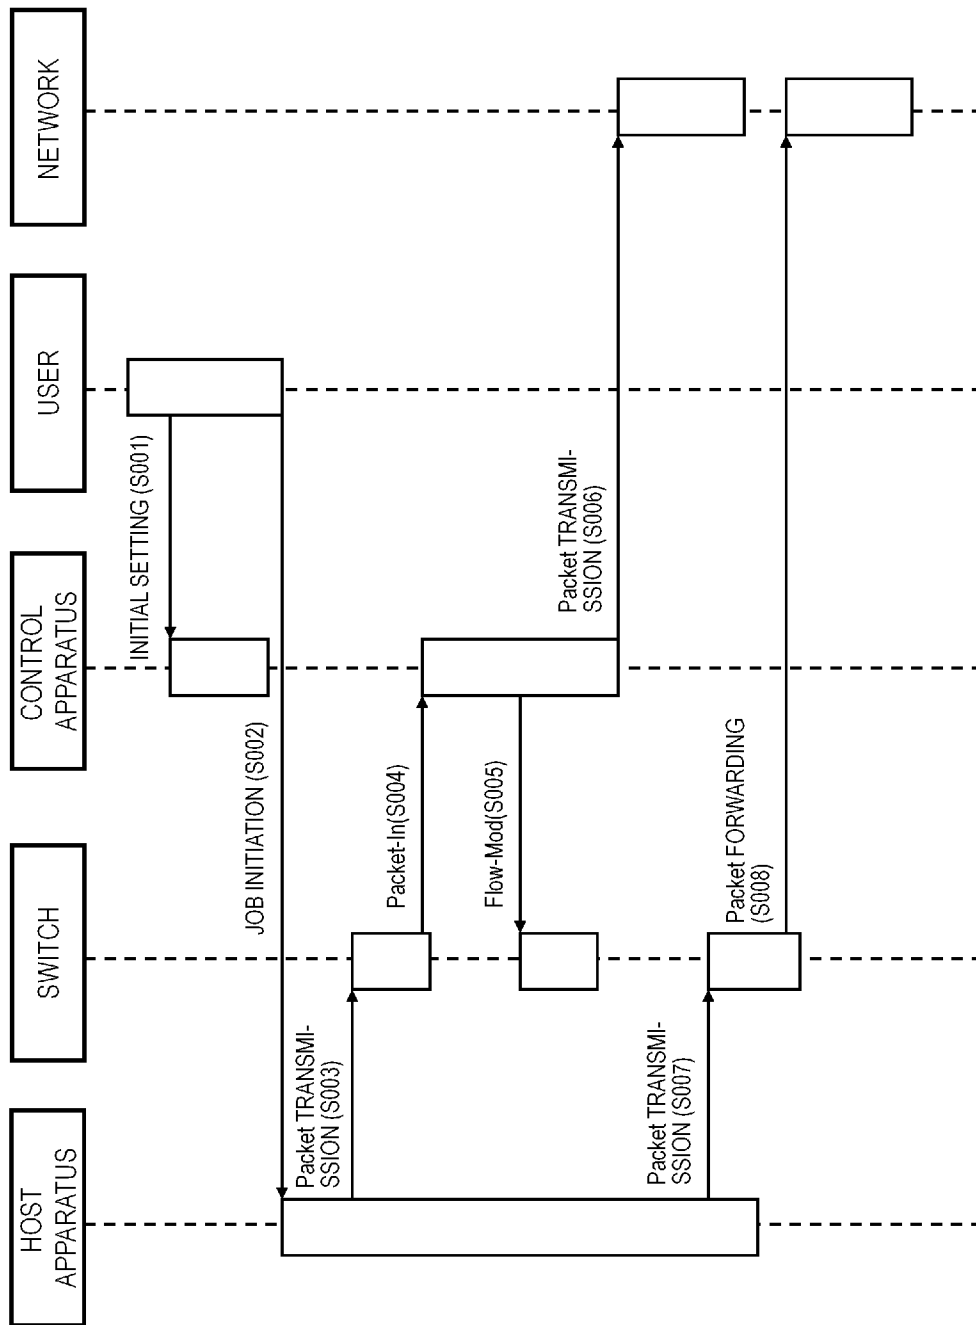 HOST
APPARATUS
SWITCH
CONTROL
APPARATUS
USER
NETWORK
INITIAL SETTING (S001)
JOB INITIATION (S002)
Packet TRANSMI-
SSION (S003)
Packet-In(S004)
Flow-Mod(S005)
Packet TRANSMI-
SSION (S006)
Packet TRANSMI-
SSION (S007)
Packet FORWARDING
(S008)